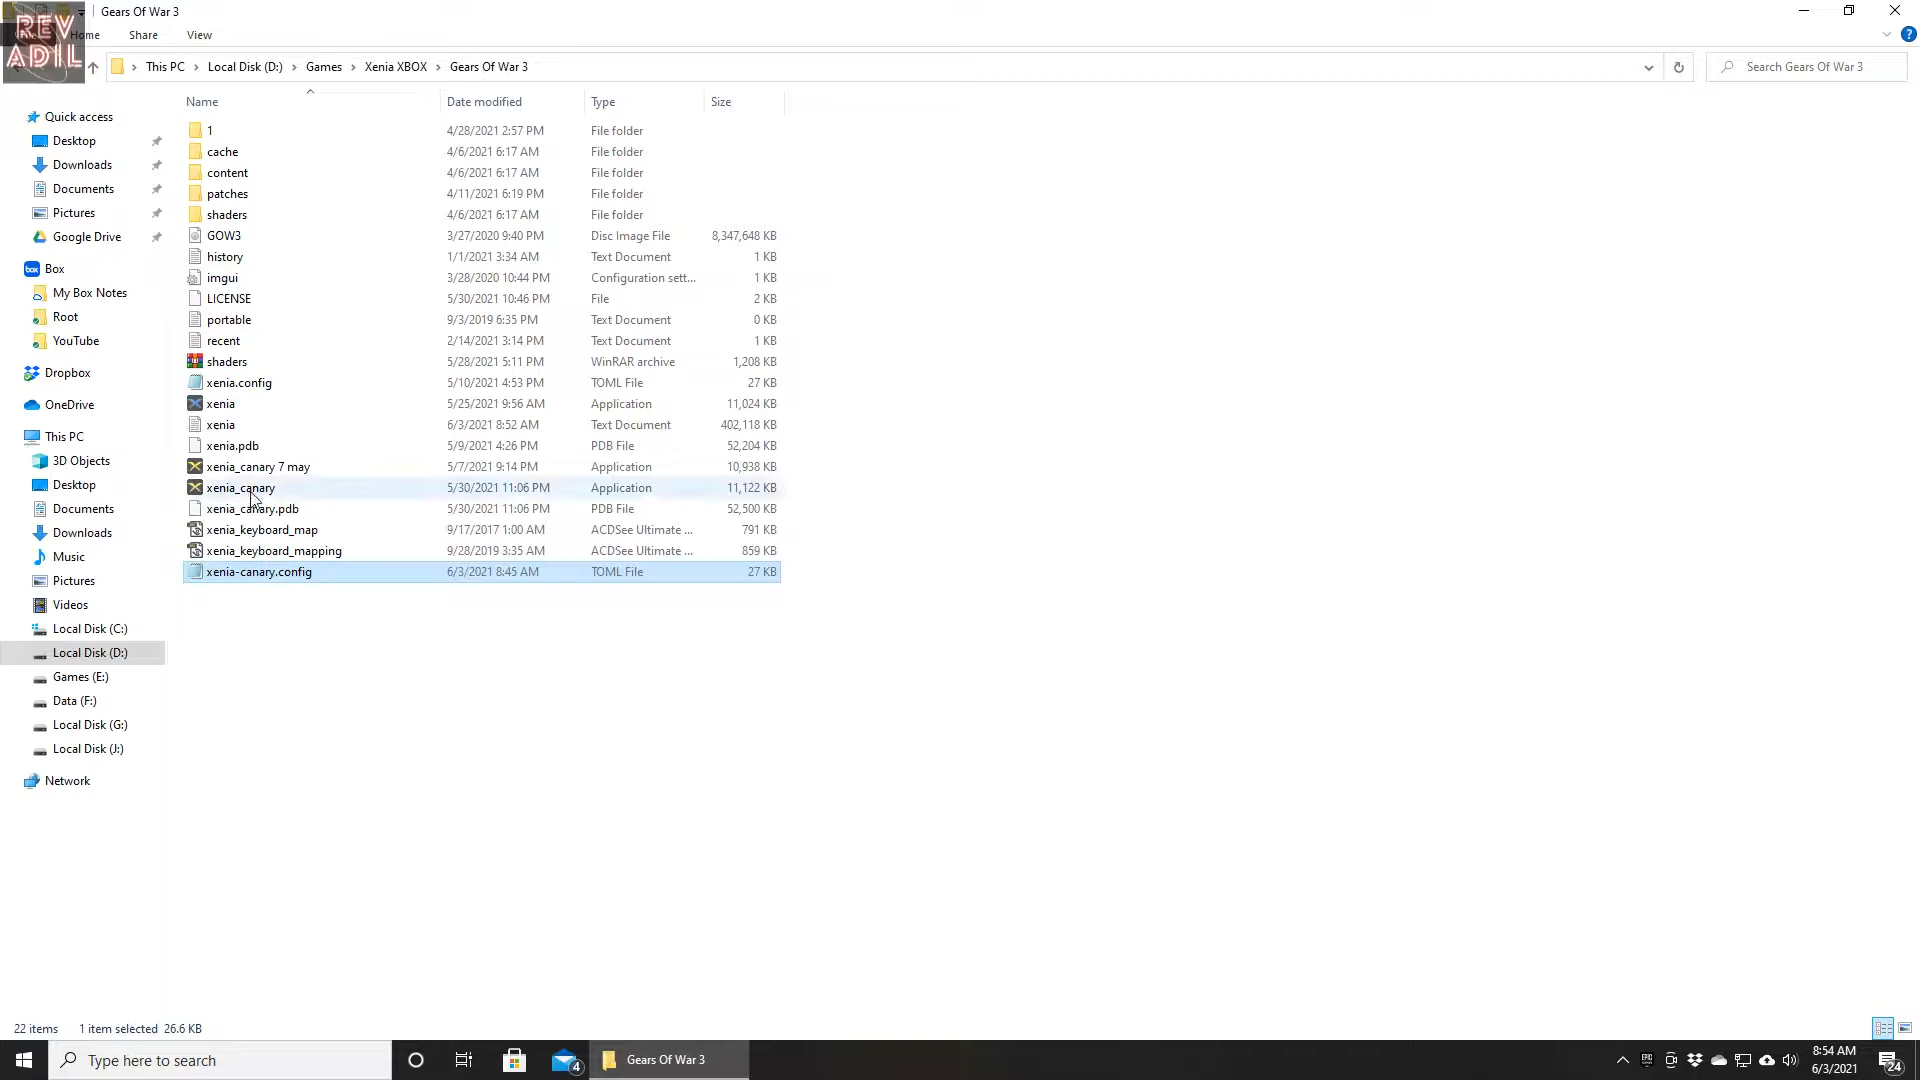 Gears Of War 3
REV
ADIL
Home Share View
This PC Local Disk (D:) Games Xenia XBOX Gears Of War 3
Search Gears Of War 3
Name Date modified Type Size
Quick access
Desktop
Downloads
Documents
Pictures
Google Drive
Box
My Box Notes
Root
YouTube
Dropbox
OneDrive
This PC
3D Objects
Desktop
Documents
Downloads
Music
Pictures
Videos
Local Disk (C:)
Local Disk (D:)
Games (E:)
Data (F:)
Local Disk (G:)
Local Disk (J:)
Network
1 4/28/2021 2:57 PM File folder
cache 4/6/2021 6:17 AM File folder
content 4/6/2021 6:17 AM File folder
patches 4/11/2021 6:19 PM File folder
shaders 4/6/2021 6:17 AM File folder
GOW3 3/27/2020 9:40 PM Disc Image File 8,347,648 KB
history 1/1/2021 3:34 AM Text Document 1 KB
imgui 3/28/2020 10:44 PM Configuration sett... 1 KB
LICENSE 5/30/2021 10:46 PM File 2 KB
portable 9/3/2019 6:35 PM Text Document 0 KB
recent 2/14/2021 3:14 PM Text Document 1 KB
shaders 5/28/2021 5:11 PM WinRAR archive 1,208 KB
xenia.config 5/10/2021 4:53 PM TOML File 27 KB
xenia 5/25/2021 9:56 AM Application 11,024 KB
xenia 6/3/2021 8:52 AM Text Document 402,118 KB
xenia.pdb 5/9/2021 4:26 PM PDB File 52,204 KB
xenia_canary 7 may 5/7/2021 9:14 PM Application 10,938 KB
xenia_canary 5/30/2021 11:06 PM Application 11,122 KB
xenia_canary.pdb 5/30/2021 11:06 PM PDB File 52,500 KB
xenia_keyboard_map 9/17/2017 1:00 AM ACDSee Ultimate ... 791 KB
xenia_keyboard_mapping 9/28/2019 3:35 AM ACDSee Ultimate ... 859 KB
xenia-canary.config 6/3/2021 8:45 AM TOML File 27 KB
22 items 1 item selected 26.6 KB
Type here to search
4
Gears Of War 3
8:54 AM
6/3/2021
24